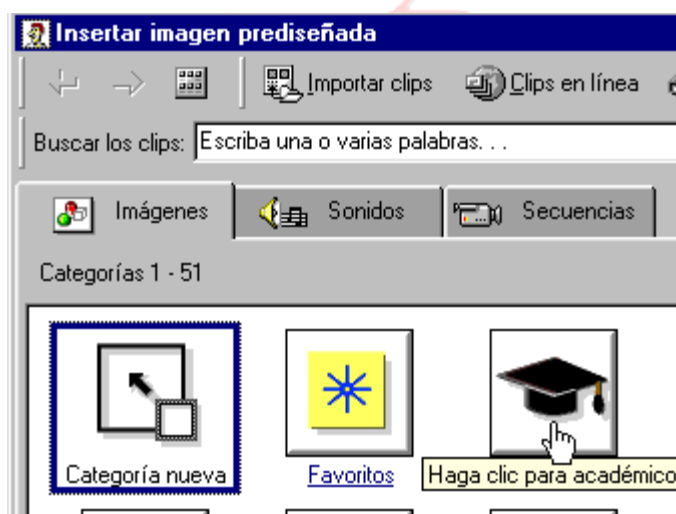 Insertar imagen prediseñada
Importar clips Clips en línea
Buscar los clips: Escriba una o varias palabras. . .
Imágenes Sonidos Secuencias
Categorías 1 - 51
Categoría nueva Favoritos Haga clic para académico